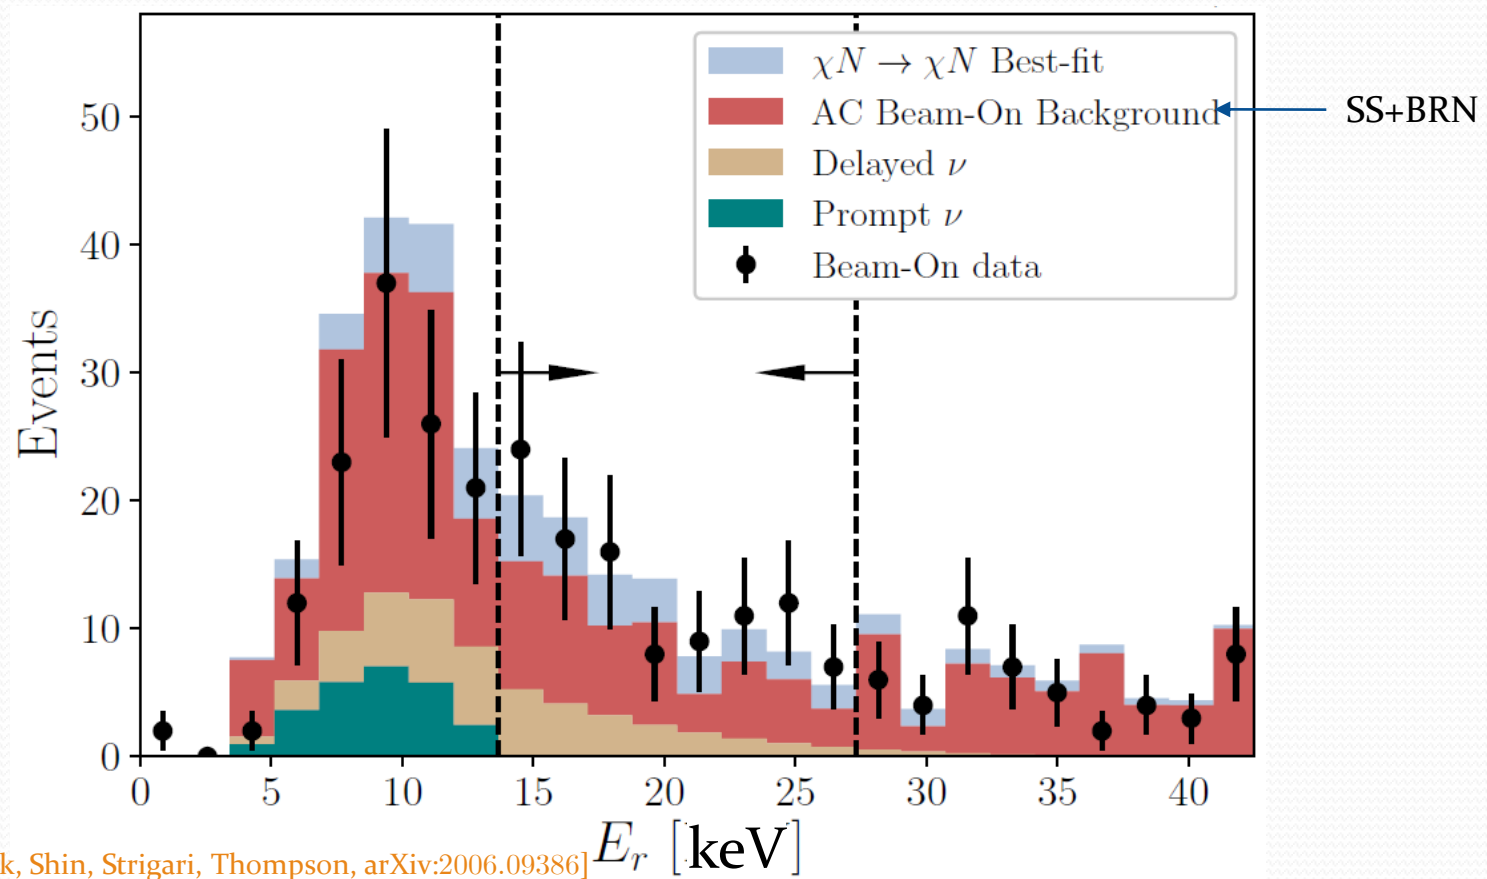 χN → χN Best-fit
AC Beam-On Background
SS+BRN
Delayed ν
Prompt ν
Beam-On data
Events
50
40
30
20
10
0
0 5 10 15 20 25 30 35 40
E_r [keV]
k, Shin, Strigari, Thompson, arXiv:2006.09386]